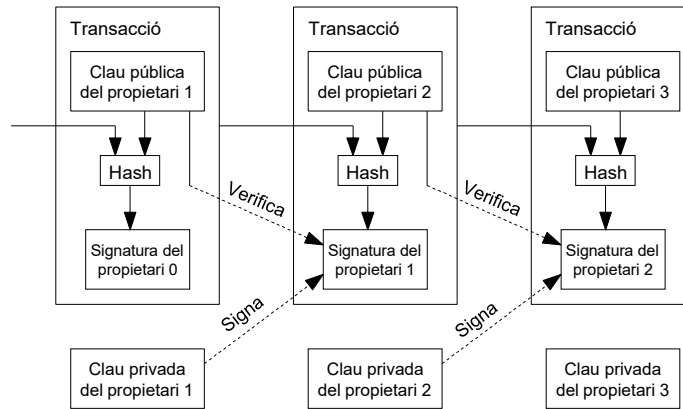 Transacció
Clau pública
del propietari 1
Hash
Signatura del
propietari 0
Transacció
Clau pública
del propietari 2
Hash
Signatura del
propietari 1
Transacció
Clau pública
del propietari 3
Hash
Signatura del
propietari 2
Verifica
Verifica
Signa
Signa
Clau privada
del propietari 1
Clau privada
del propietari 2
Clau privada
del propietari 3